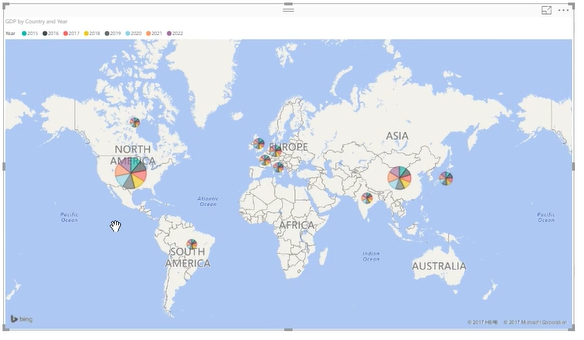 GDP by Country and Year
Year 2015 2016 2017 2018 2019 2020 2021 2022
NORTH
AMERICA
EUROPE
ASIA
Pacific
Ocean
Atlantic
Ocean
AFRICA
Indian
Ocean
Pacific
Ocean
SOUTH
AMERICA
AUSTRALIA
bing
© 2017 HERE © 2017 Microsoft Corporation